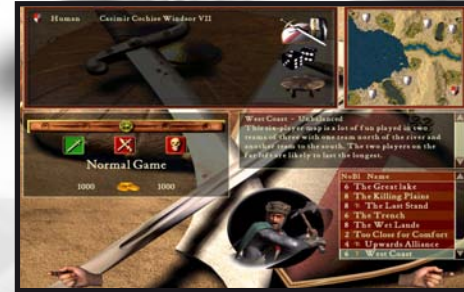 Human Casimir Cochise Windsor VII
West Coast - Unbalanced
This six-player map is a lot of fun played in two
teams of three with one team north of the river and
another team to the south. The two players on the
far left are likely to last the longest.
Normal Game
1000 1000
No Bl Name
6 The Great lake
8 The Killing Plains
8 The Last Stand
6 The Trench
8 The Wet Lands
2 Too Close for Comfort
4 Upwards Alliance
6 West Coast